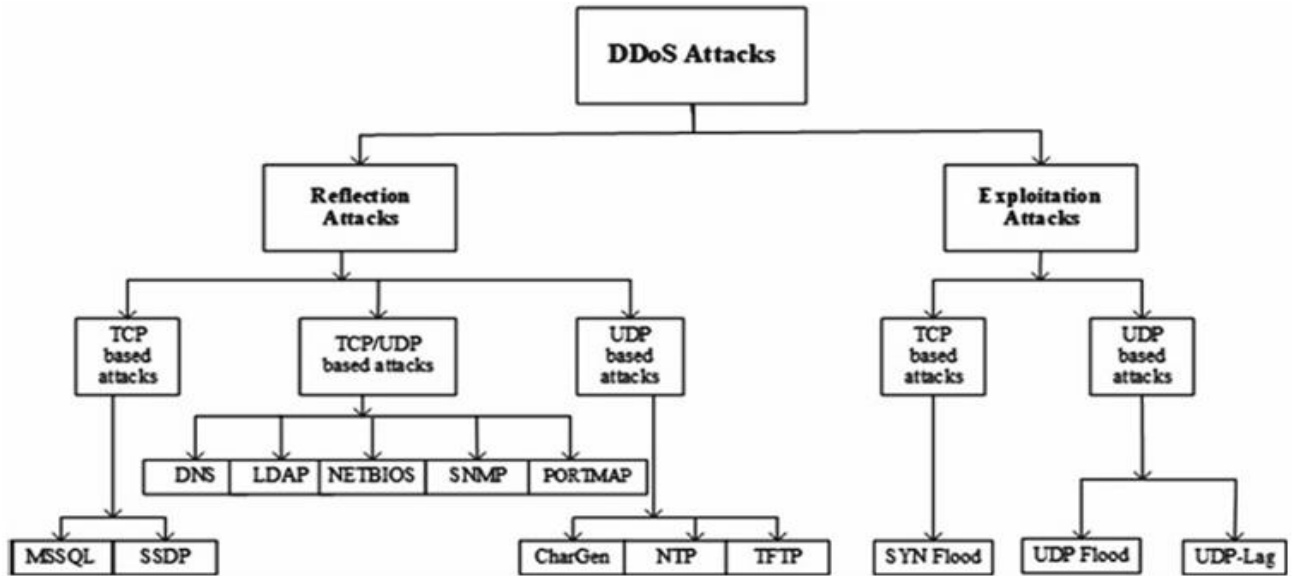 DDoS Attacks
Reflection
Attacks
Exploitation
Attacks
TCP
based
attacks
TCP/UDP
based attacks
UDP
based
attacks
TCP
based
attacks
UDP
based
attacks
DNS
LDAP
NETBIOS
SNMP
PORTMAP
MSSQL
SSDP
CharGen
NTP
TFTP
SYN Flood
UDP Flood
UDP-Lag